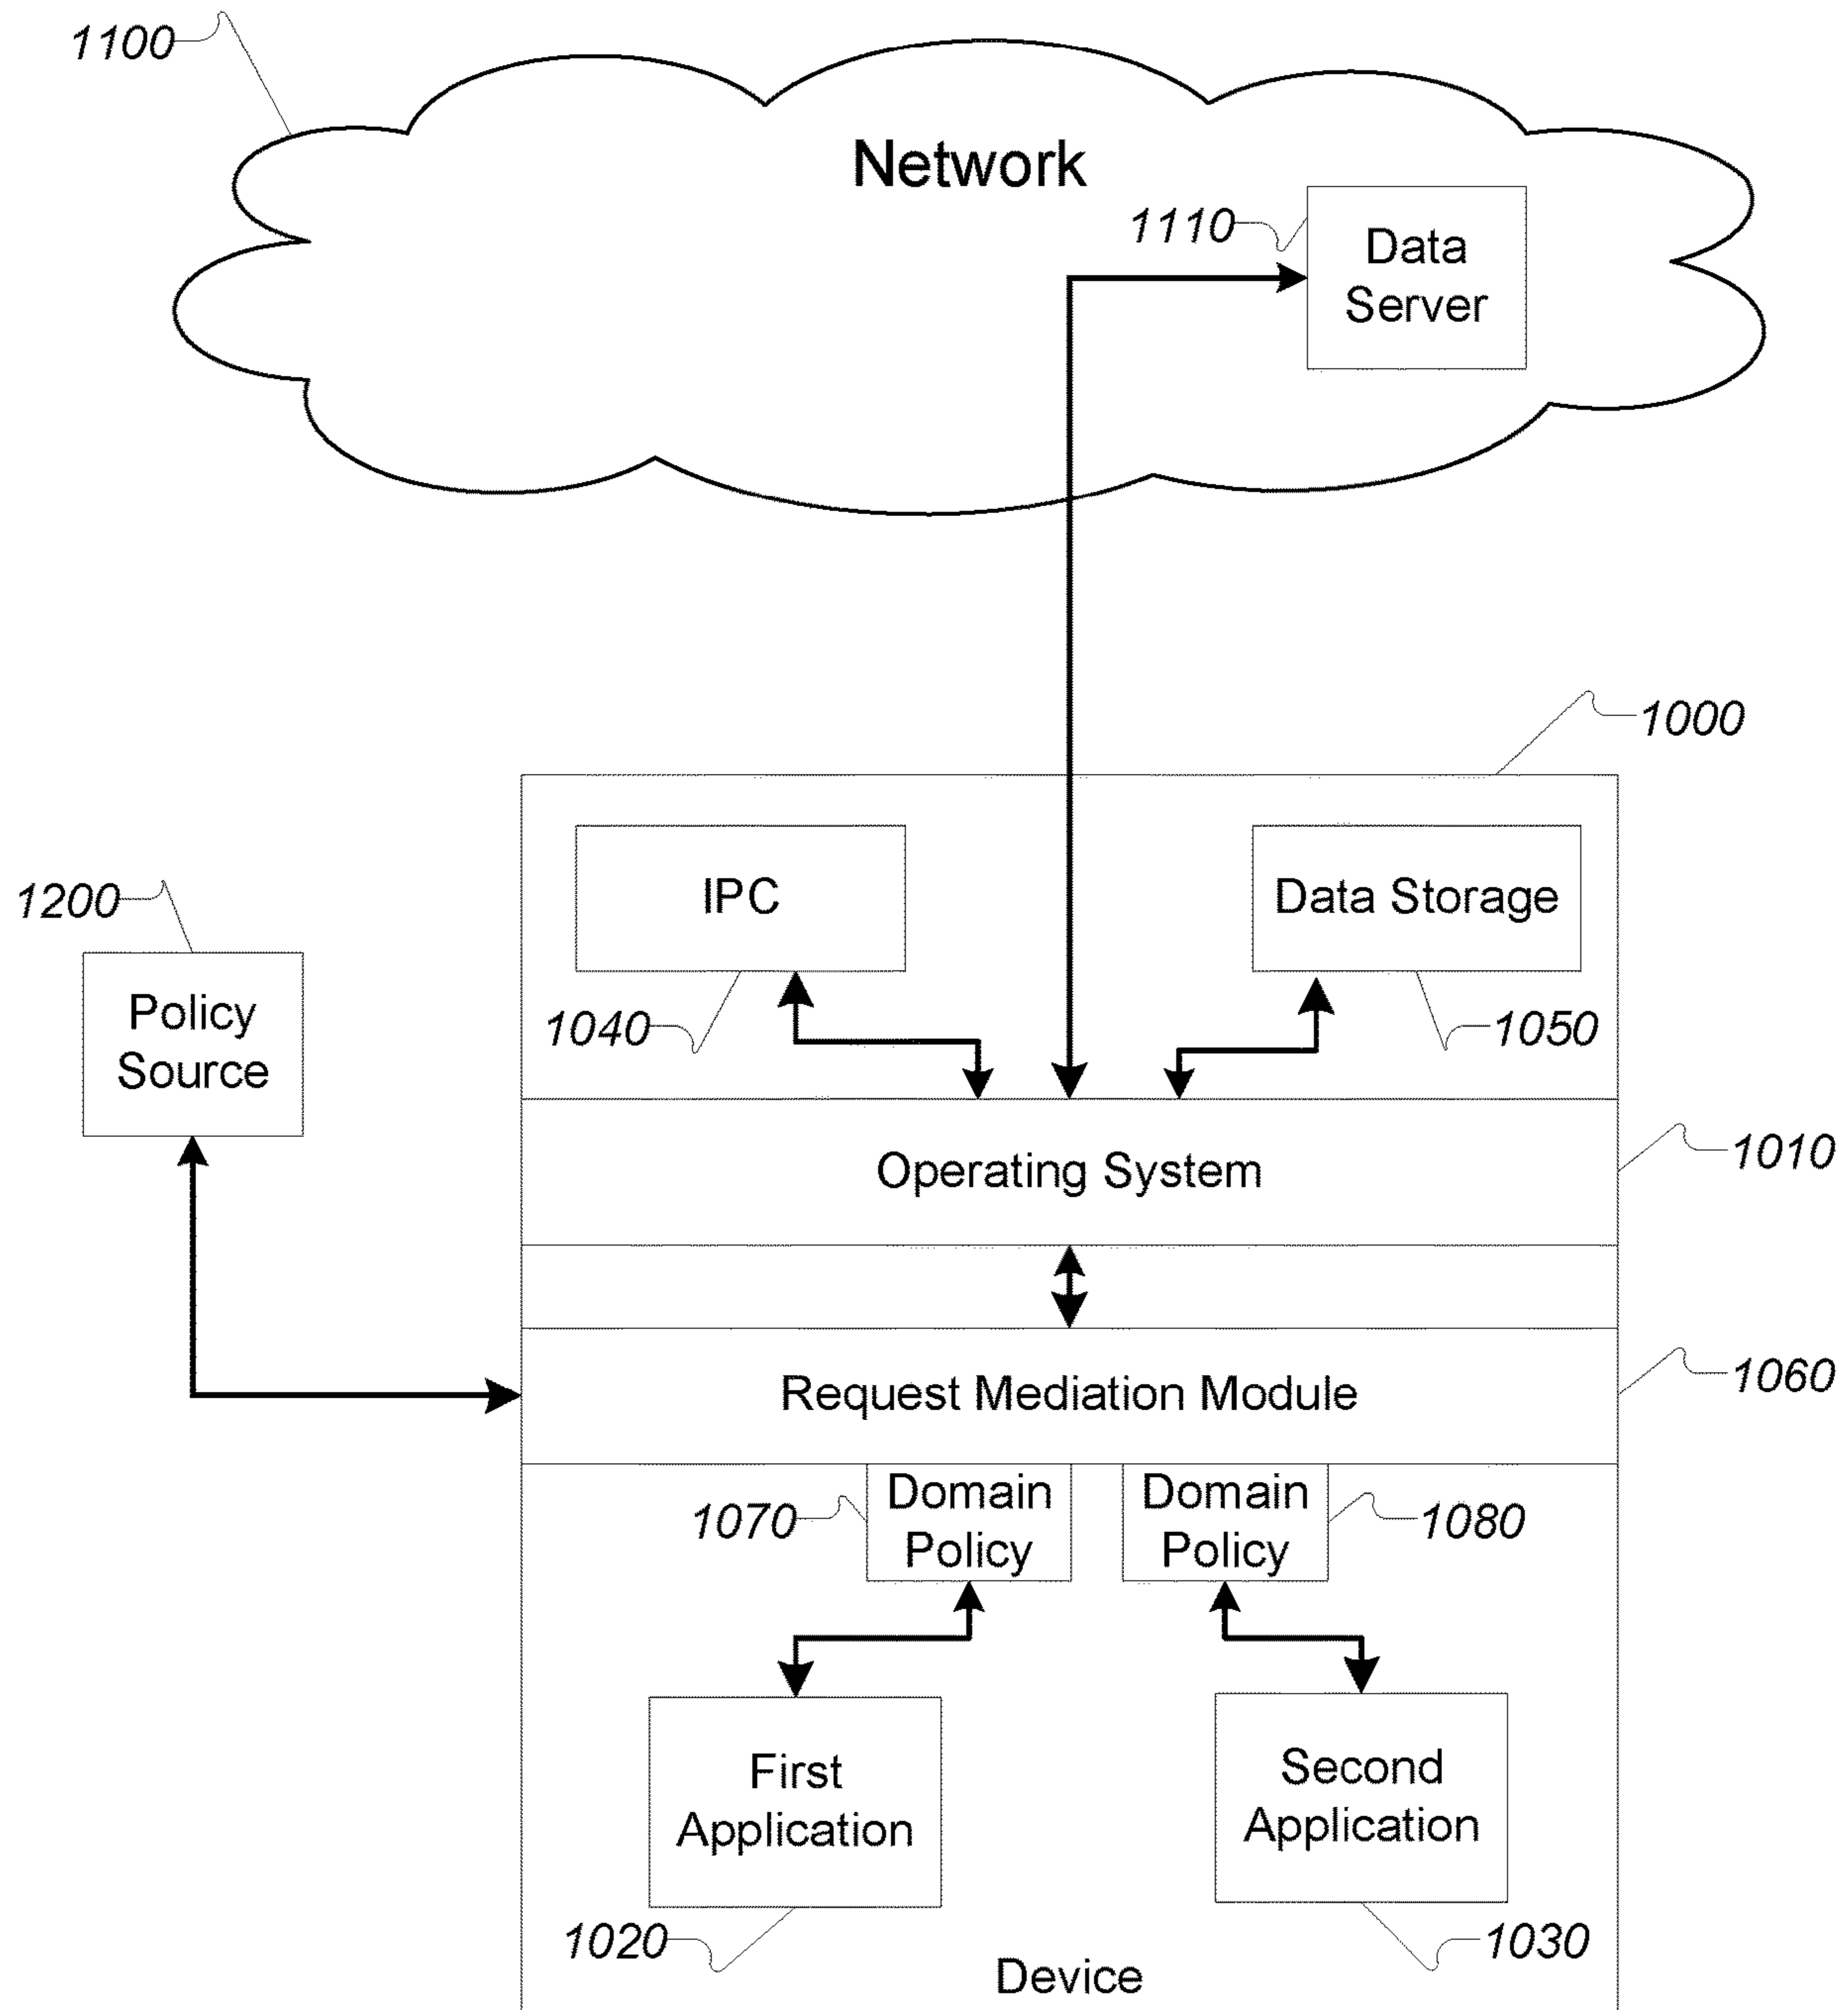 1100
Network
1110
Data
Server
1000
IPC
Data Storage
1200
Policy
Source
1040
1050
Operating System
1010
Request Mediation Module
1060
Domain
Policy
1070
Domain
Policy
1080
First
Application
Second
Application
1020
1030
Device